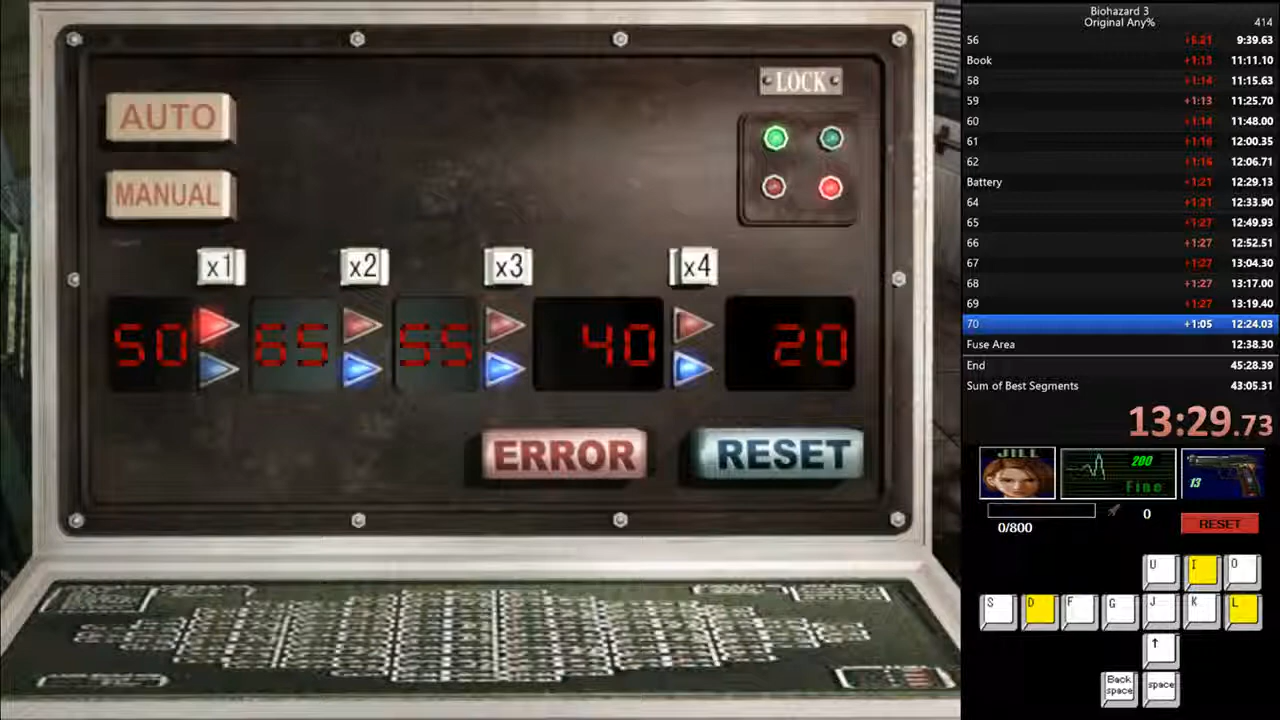 AUTO
MANUAL
LOCK
x1 x2 x3 x4
50 65 55 40 20
ERROR RESET
Biohazard 3
Original Any%
414
56 +5.21 9:39.63
Book +1:13 11:11.10
58 +1:14 11:15.63
59 +1:13 11:25.70
60 +1:14 11:48.00
61 +1:16 12:00.35
62 +1:16 12:06.71
Battery +1:21 12:29.13
64 +1:21 12:33.90
65 +1:27 12:49.93
66 +1:27 12:52.51
67 +1:27 13:04.30
68 +1:27 13:17.00
69 +1:27 13:19.40
70 +1:05 12:24.03
Fuse Area 12:38.30
End 45:28.39
Sum of Best Segments 43:05.31
13:29.73
JILL
200
Fine
13
0/800
0
RESET
U I O
S D F G J K L
↑
Back space
space